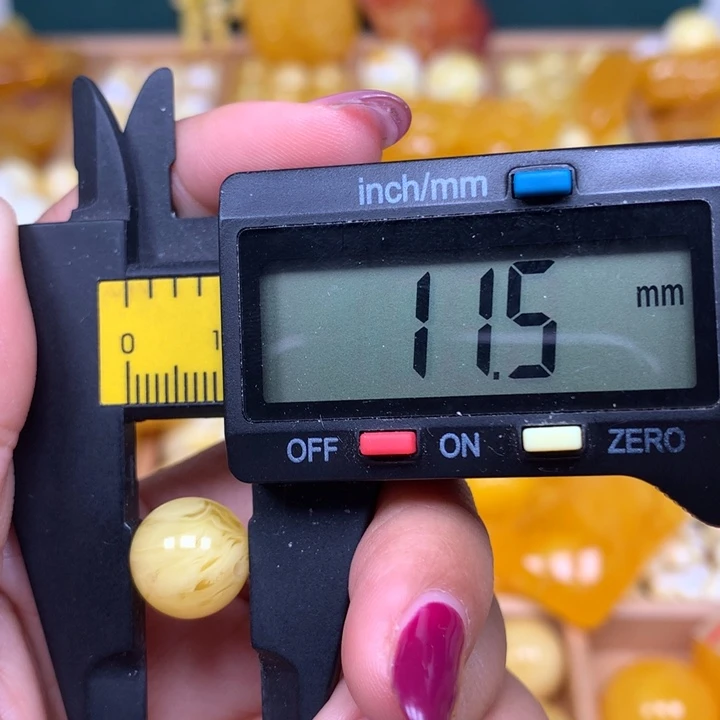 inch/mm
11.5 mm
0 1
OFF ON ZERO